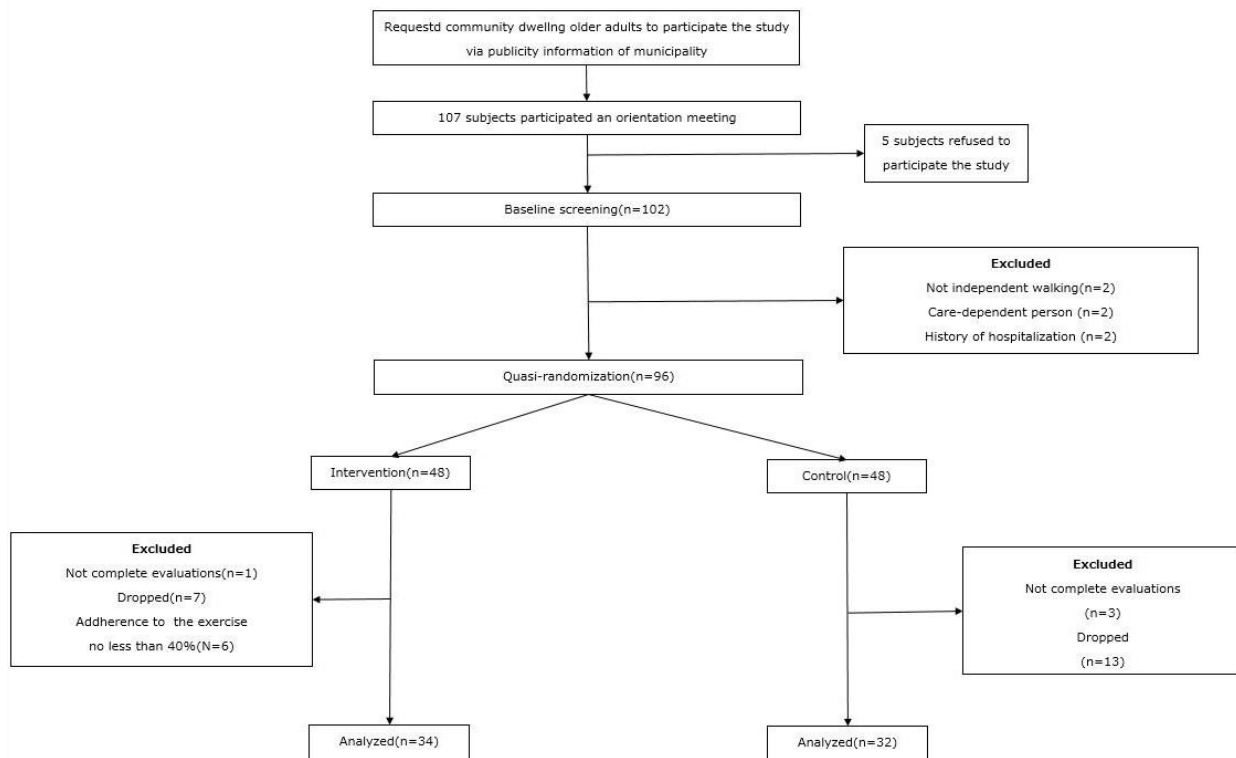 Requestd community dwellng older adults to participate the study
via publicity information of municipality
107 subjects participated an orientation meeting
5 subjects refused to
participate the study
Baseline screening(n=102)
Excluded
Not independent walking(n=2)
Care-dependent person (n=2)
History of hospitalization (n=2)
Quasi-randomization(n=96)
Intervention(n=48)
Control(n=48)
Excluded
Not complete evaluations(n=1)
Dropped(n=7)
Addherence to the exercise
no less than 40%(N=6)
Excluded
Not complete evaluations
(n=3)
Dropped
(n=13)
Analyzed(n=34)
Analyzed(n=32)